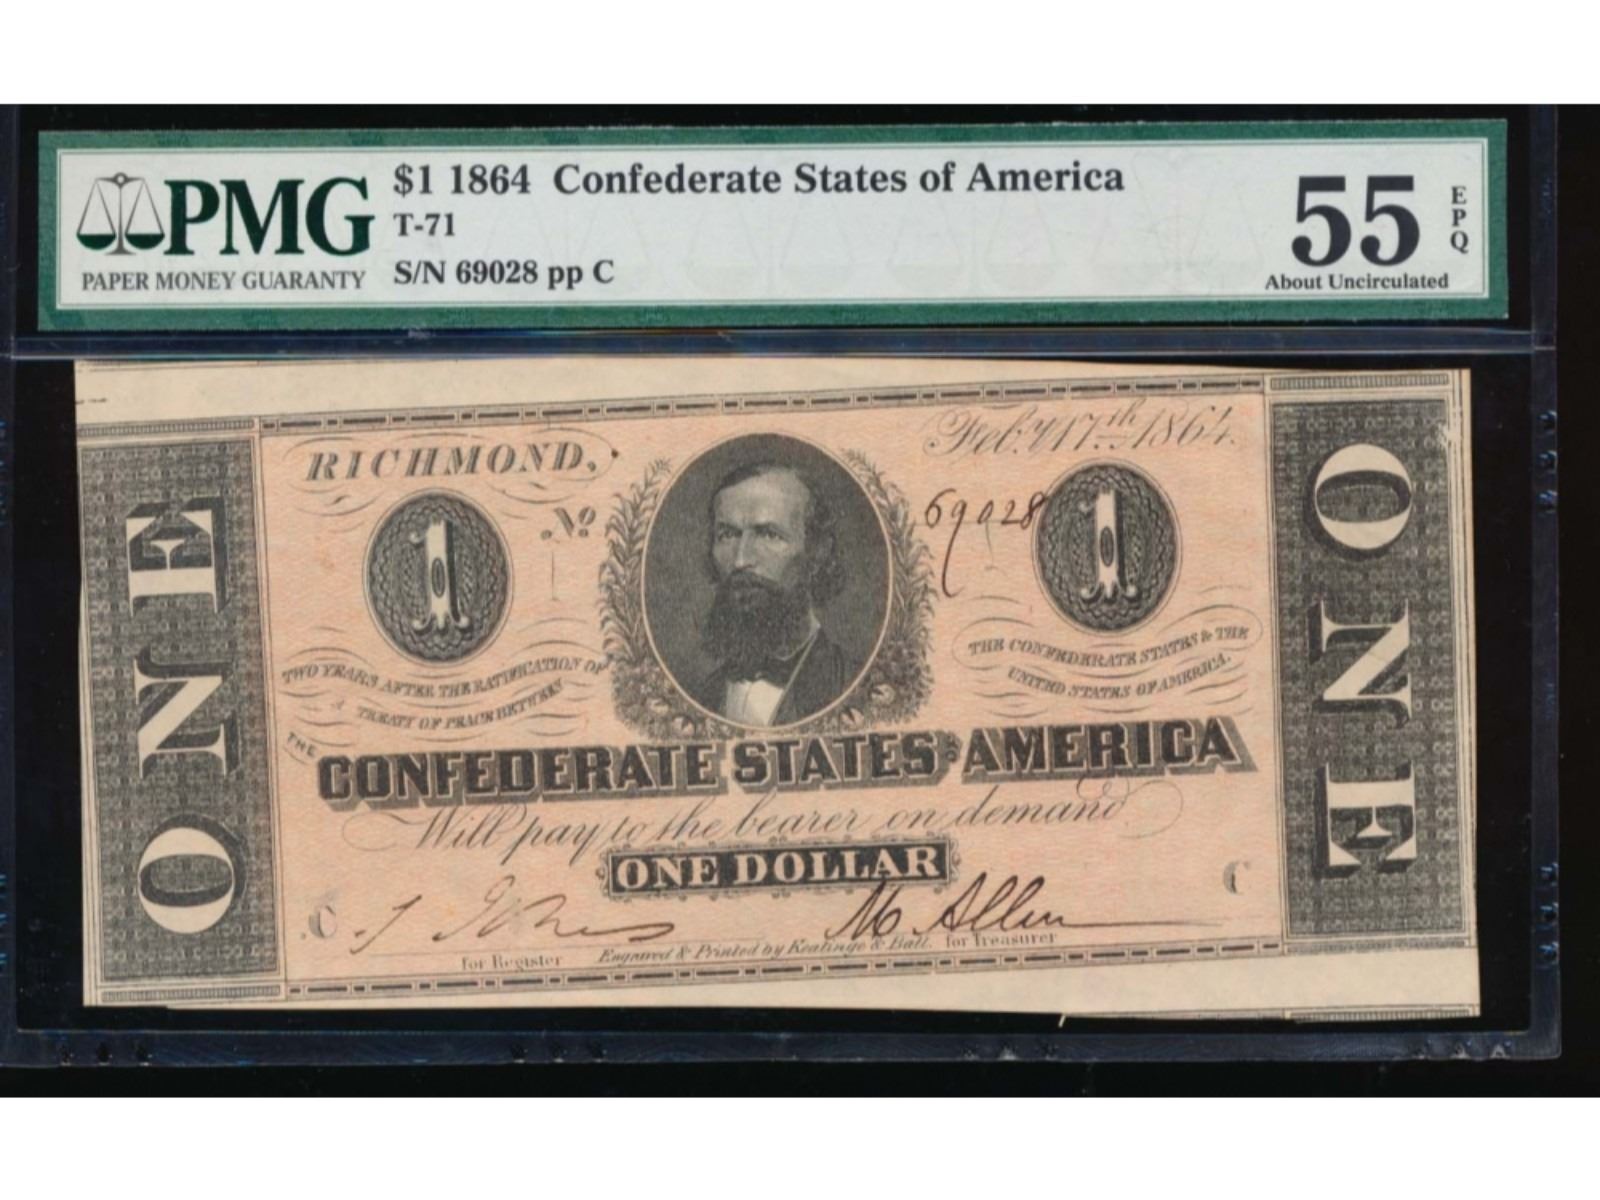 PMG
PAPER MONEY GUARANTY
$1 1864 Confederate States of America
T-71
S/N 69028 pp C
55
EPQ
About Uncirculated
RICHMOND,
Feb.y 17th 1864.
No
69028
1
1
ONE
ONE
TWO YEARS AFTER THE RATIFICATION OF
A TREATY OF PEACE BETWEEN
THE CONFEDERATE STATES & THE
UNITED STATES OF AMERICA.
THE
CONFEDERATE STATES OF AMERICA
Will pay to the bearer on demand
ONE DOLLAR
C
C
M. Allen
for Register
Engraved & Printed by Keatinge & Ball.
for Treasurer